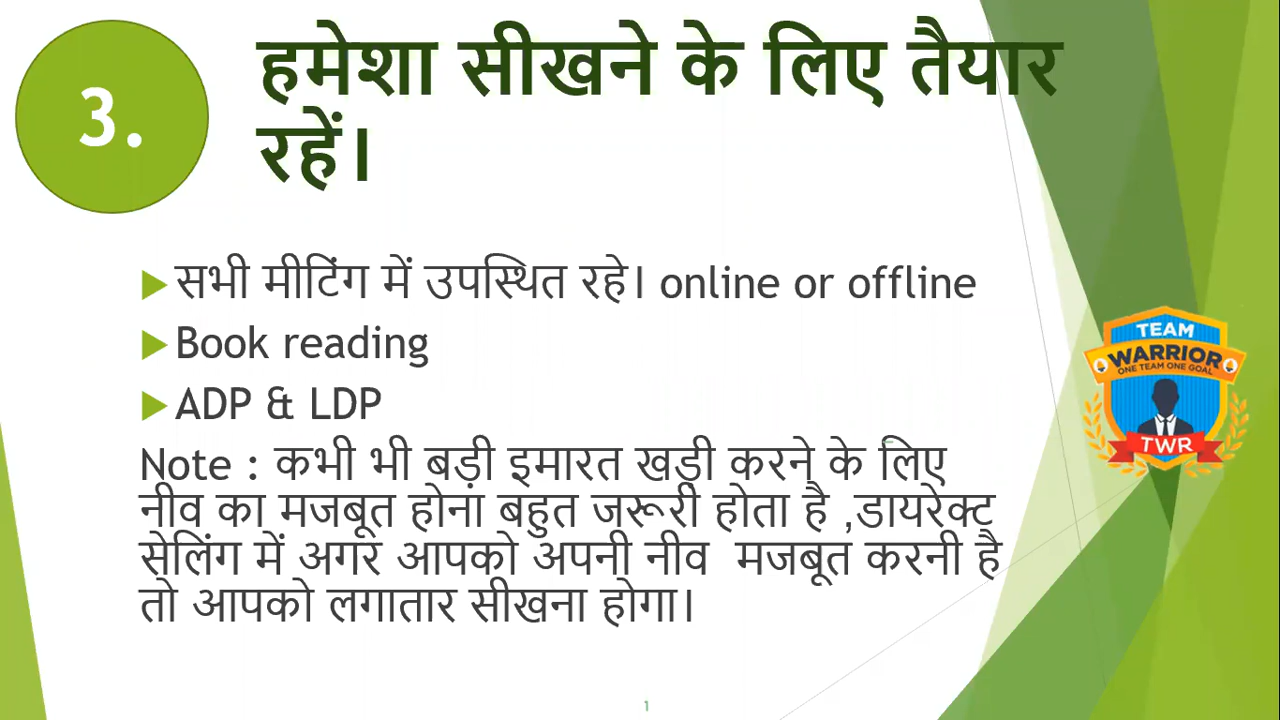 3.
हमेशा सीखने के लिए तैयार
रहें।
सभी मीटिंग में उपस्थित रहे। online or offline
Book reading
ADP & LDP
Note : कभी भी बड़ी इमारत खड़ी करने के लिए
नीव का मजबूत होना बहुत जरूरी होता है ,डायरेक्ट
सेलिंग में अगर आपको अपनी नीव मजबूत करनी है
तो आपको लगातार सीखना होगा।
TEAM
WARRIOR
ONE TEAM ONE GOAL
TWR
1